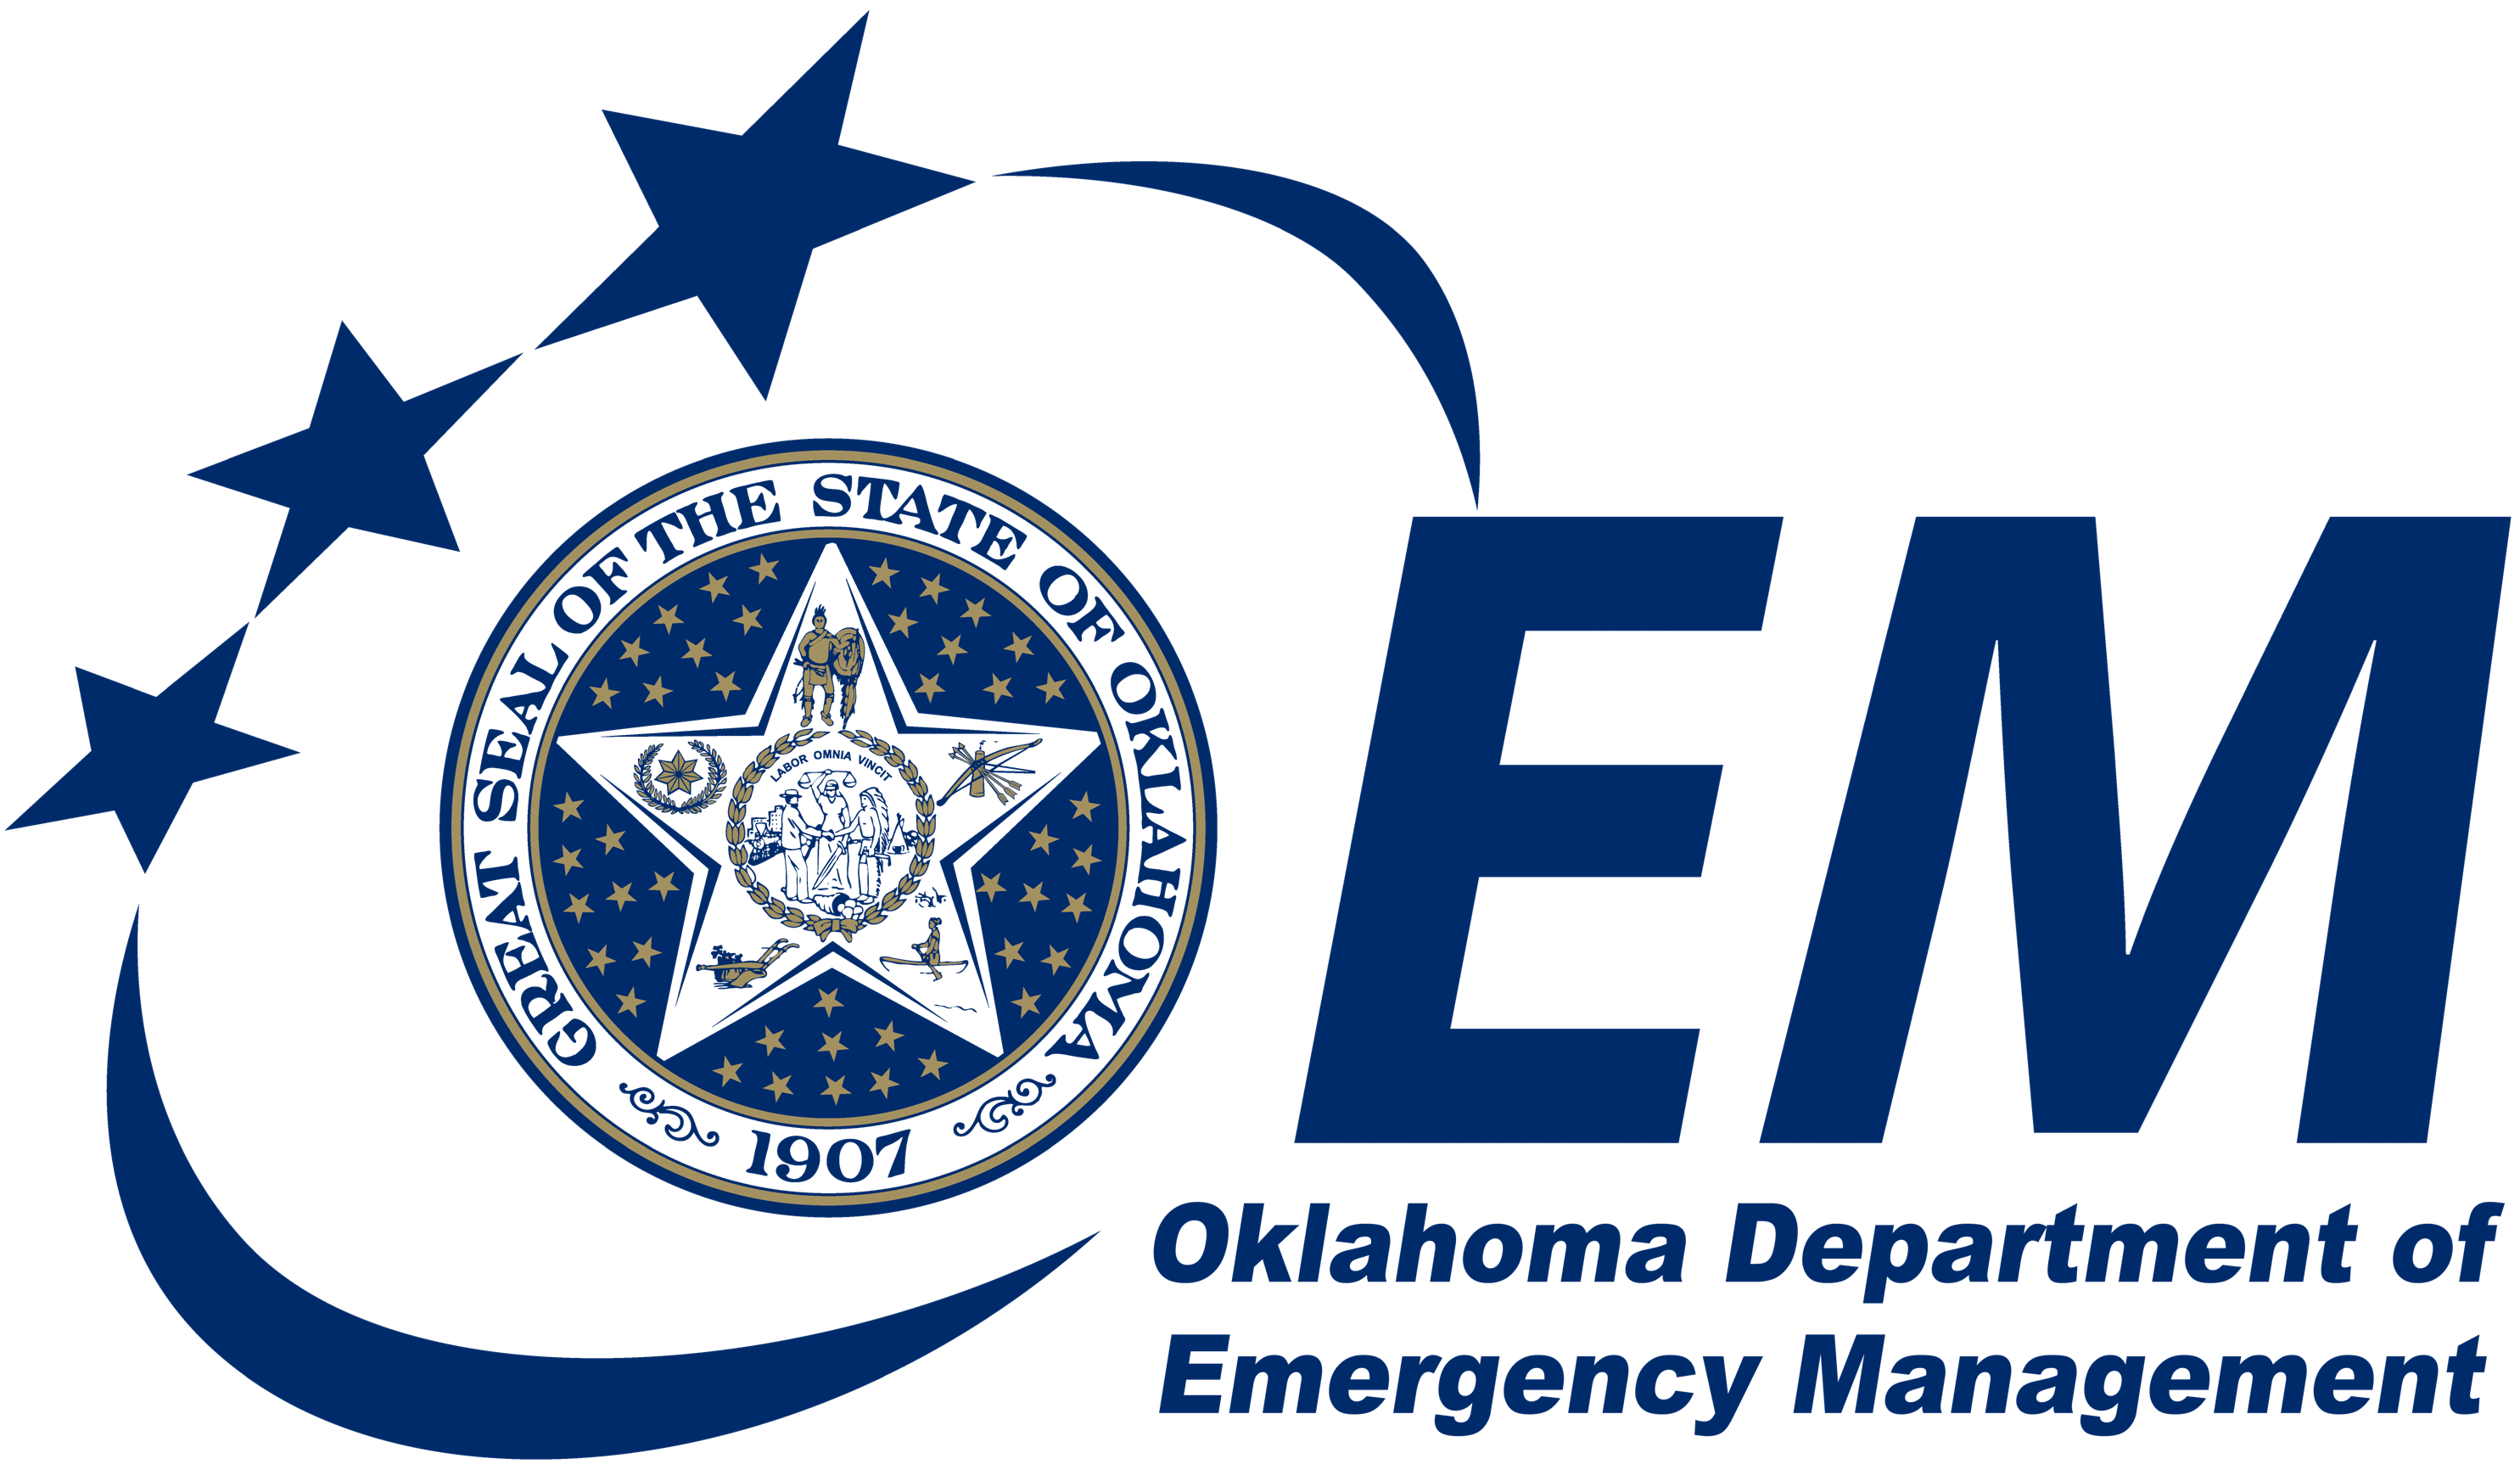 GREAT SEAL OF THE STATE OF OKLAHOMA
LABOR OMNIA VINCIT
1907
EM
Oklahoma Department of
Emergency Management